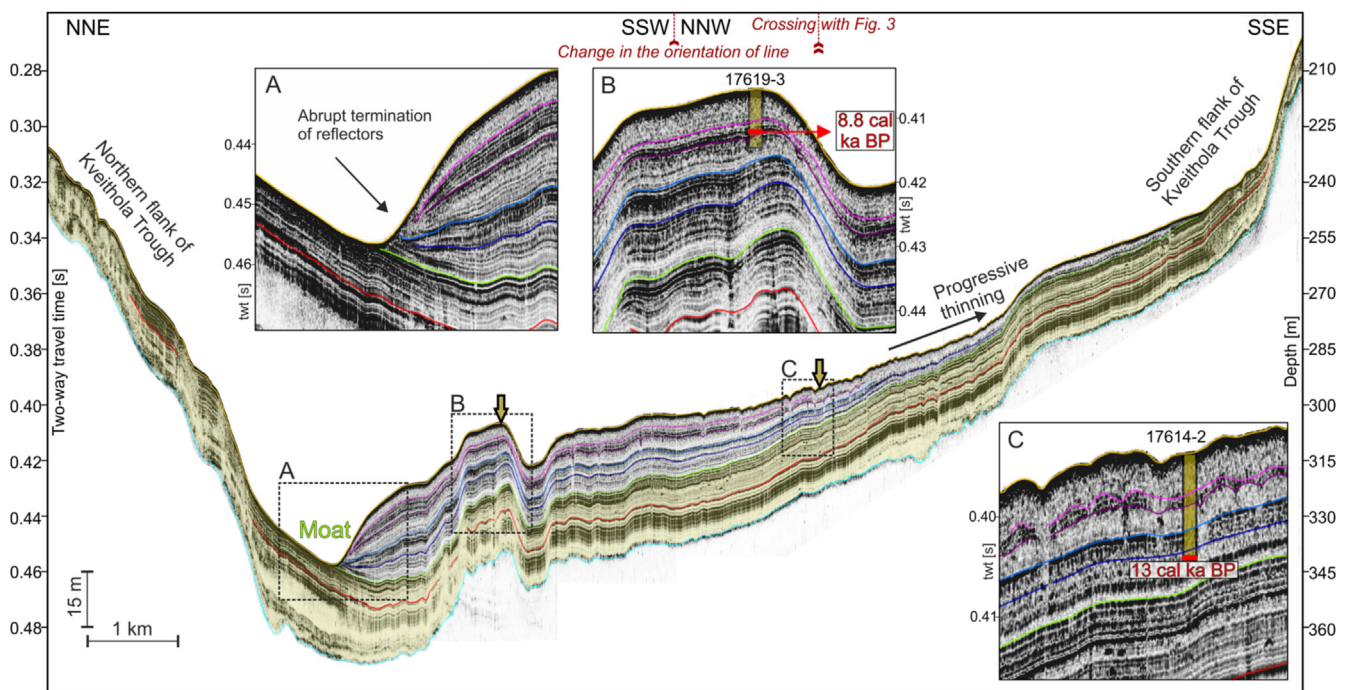 NNE
SSW NNW
Crossing with Fig. 3
SSE
Change in the orientation of line
0.28
0.30
0.32
0.34
0.36
0.38
0.40
0.42
0.44
0.46
0.48
Two-way travel time [s]
210
225
240
255
270
285
300
315
330
345
360
Depth [m]
Northern flank of
Kveithola Trough
A
Abrupt termination
of reflectors
0.44
0.45
0.46
twt [s]
B
17619-3
8.8 cal
ka BP
0.41
0.42
0.43
0.44
twt [s]
Southern flank of
Kveithola Trough
Progressive
thinning
A
Moat
B
C
15 m
1 km
C
17614-2
0.40
0.41
twt [s]
13 cal ka BP